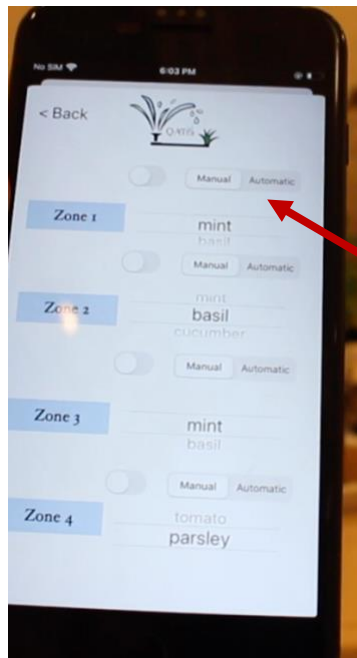 No SIM 6:03 PM
< Back
Manual Automatic
Zone 1
mint
basil
Manual Automatic
mint
Zone 2
basil
cucumber
Manual Automatic
Zone 3
mint
basil
Manual Automatic
Zone 4
tomato
parsley